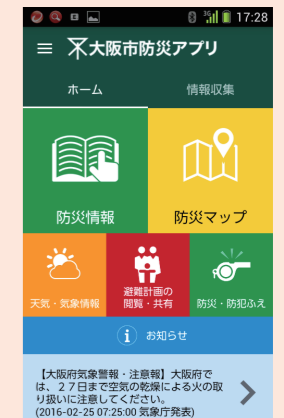 3G 17:28
大阪市防災アプリ
ホーム 情報収集
防災情報 防災マップ
天気・気象情報 避難計画の
閲覧・共有 防災・防犯ふえ
お知らせ
【大阪府気象警報・注意報】大阪府で
は、２７日まで空気の乾燥による火の取
り扱いに注意してください。
(2016-02-25 07:25:00 気象庁発表)